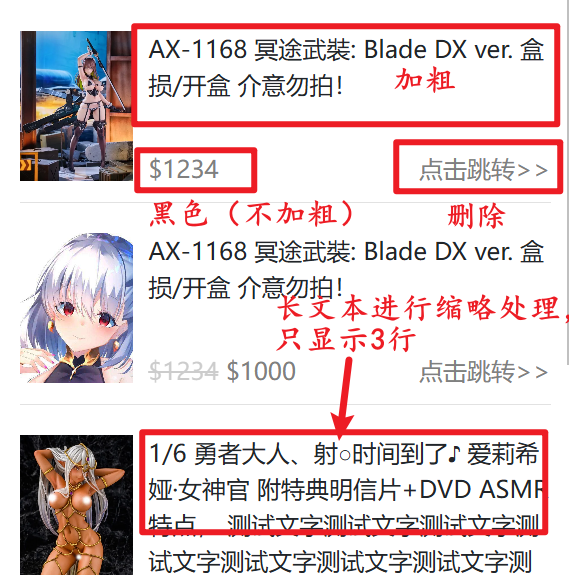 AX-1168 冥途武裝: Blade DX ver. 盒
损/开盒 介意勿拍！
加粗
$1234
点击跳转>>
黑色（不加粗）
删除
AX-1168 冥途武裝: Blade DX ver. 盒
损/开盒 介意勿拍！
长文本进行缩略处理，
只显示3行
$1234 $1000
点击跳转>>
1/6 勇者大人、射○时间到了♪ 爱莉希
娅·女神官 附特典明信片+DVD ASMR
特点， 测试文字测试文字测试文字测
试文字测试文字测试文字测试文字测